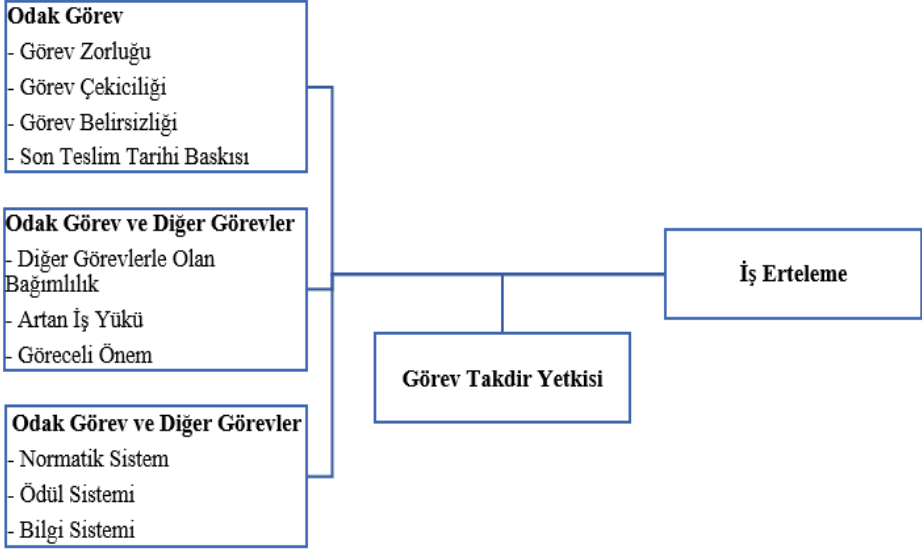 Odak Görev
- Görev Zorluğu
- Görev Çekiciliği
- Görev Belirsizliği
- Son Teslim Tarihi Baskısı
Odak Görev ve Diğer Görevler
- Diğer Görevlerle Olan
Bağımlılık
- Artan İş Yükü
- Göreceli Önem
Odak Görev ve Diğer Görevler
- Normatik Sistem
- Ödül Sistemi
- Bilgi Sistemi
Görev Takdir Yetkisi
İş Erteleme